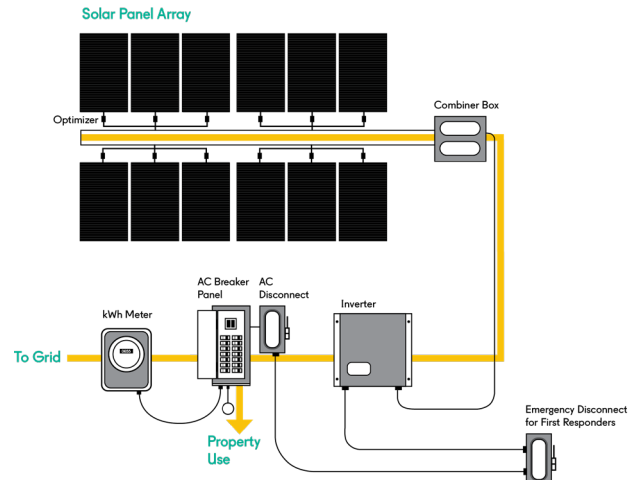 Solar Panel Array
Optimizer
Combiner Box
AC Breaker
Panel
AC
Disconnect
Inverter
kWh Meter
To Grid
Property
Use
Emergency Disconnect
for First Responders